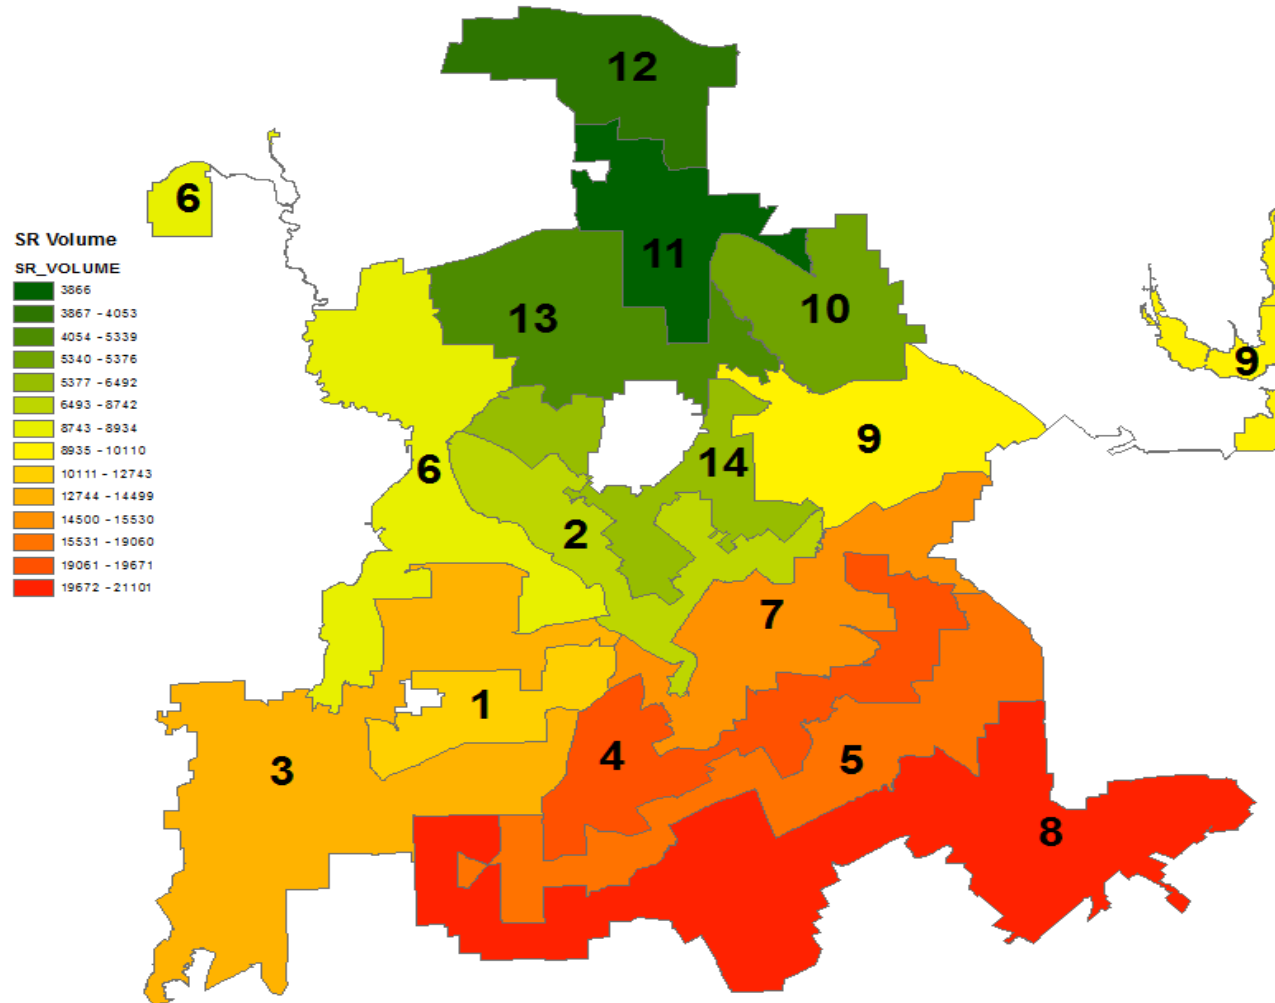 12
6
SR Volume
SR_VOLUME
3866
3867 - 4053
4054 - 5339
5340 - 5376
5377 - 6492
6493 - 8742
8743 - 8934
8935 - 10110
10111 - 12743
12744 - 14499
14500 - 15530
15531 - 19060
19061 - 19671
19672 - 21101
11
10
13
9
9
14
6
2
7
1
4
5
3
8